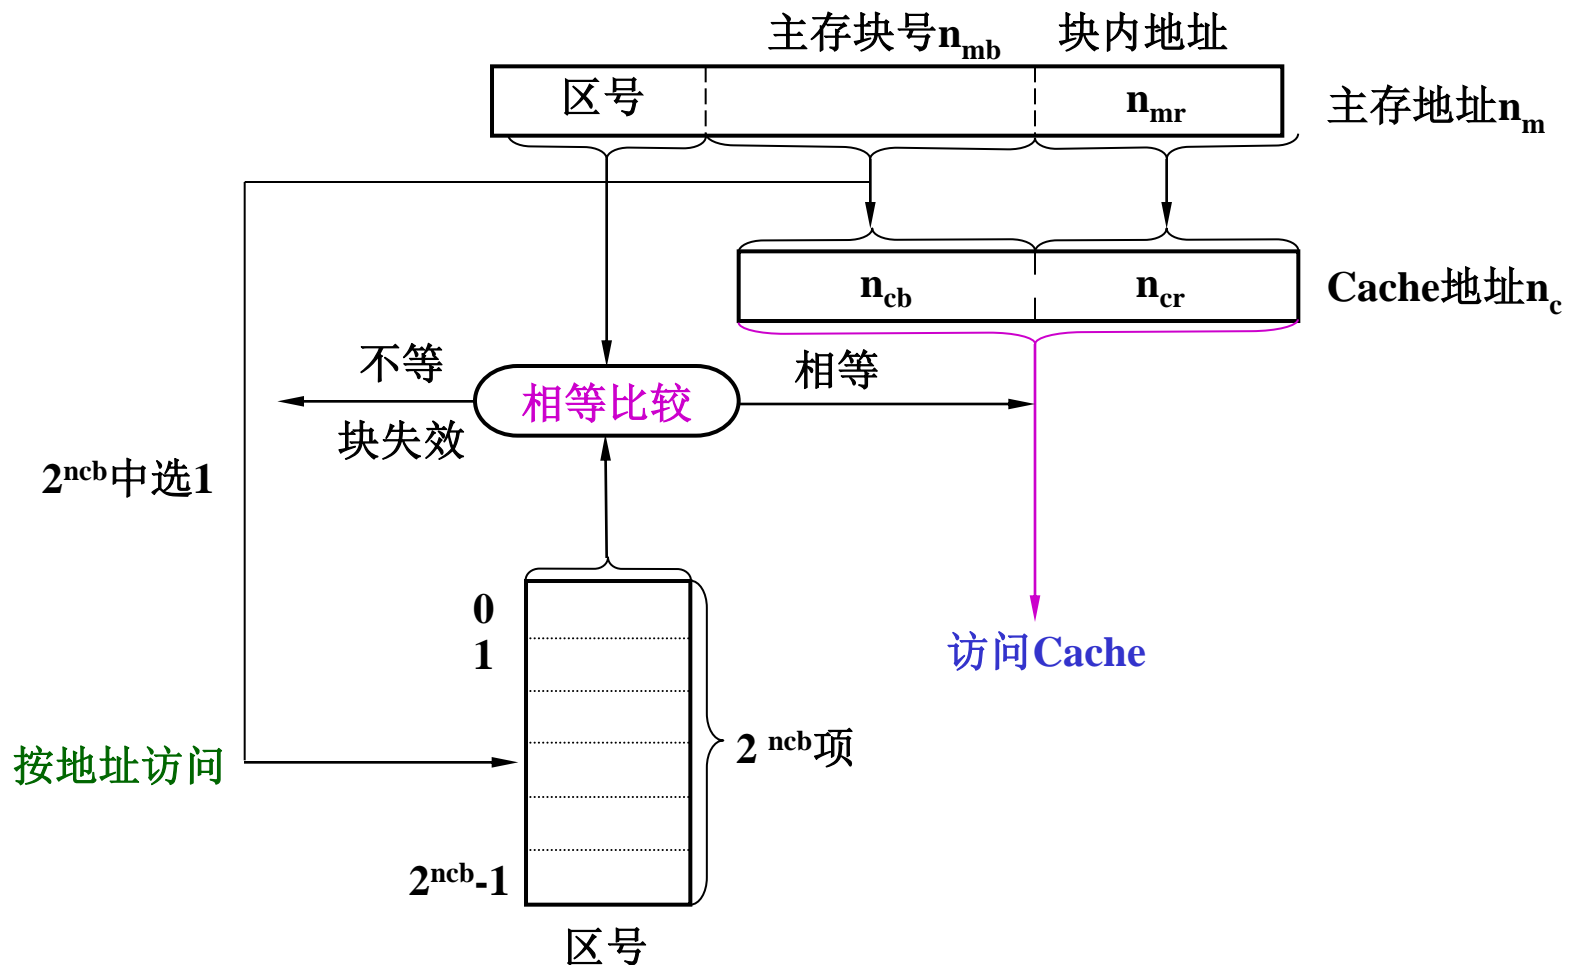 主存块号nmb 块内地址
区号 nmr 主存地址nm
ncb ncr Cache地址nc
不等 相等
相等比较
块失效
2ncb中选1
0
1
访问Cache
按地址访问 2 ncb项
2ncb-1
区号